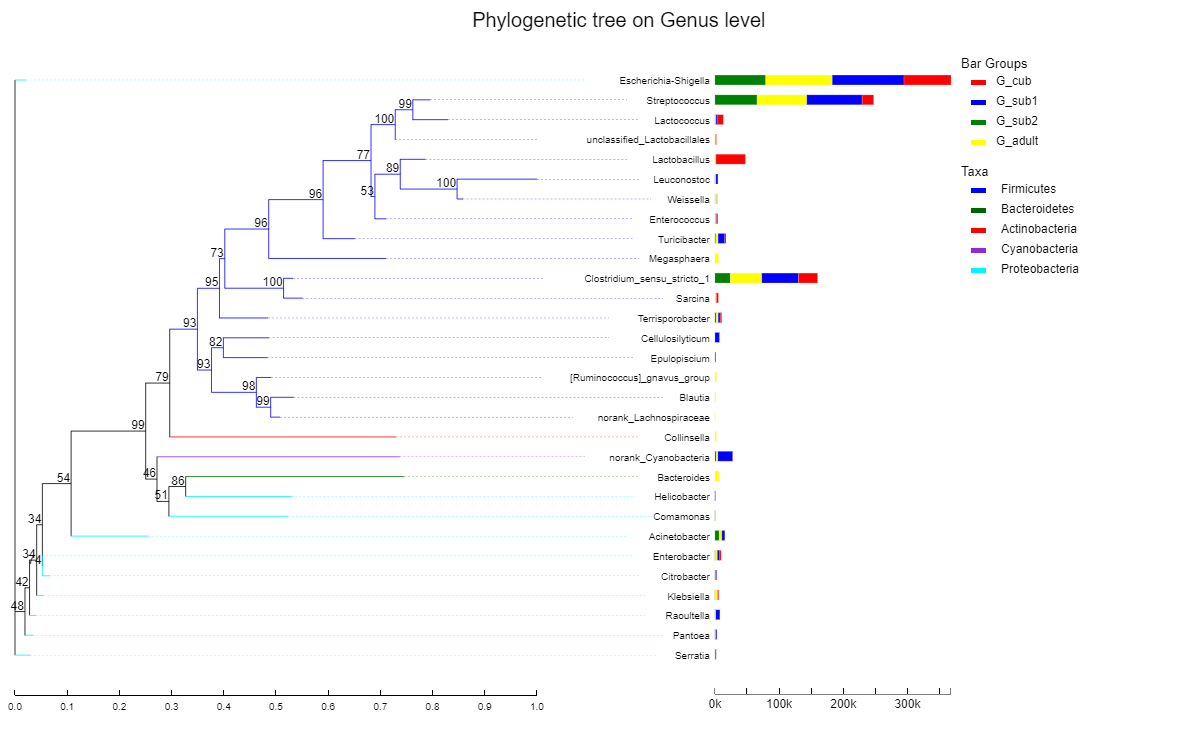 Phylogenetic tree on Genus level
Bar Groups
G_cub
G_sub1
G_sub2
G_adult
Taxa
Firmicutes
Bacteroidetes
Actinobacteria
Cyanobacteria
Proteobacteria
Escherichia-Shigella
99 Streptococcus
100 Lactococcus
unclassified_Lactobacillales
77 Lactobacillus
89
100 Leuconostoc
53
96 Weissella
Enterococcus
96 Turicibacter
73 Megasphaera
95 100 Clostridium_sensu_stricto_1
Sarcina
93 Terrisporobacter
82 Cellulosilyticum
93 Epulopiscium
79 98 [Ruminococcus]_gnavus_group
99 Blautia
norank_Lachnospiraceae
99 Collinsella
norank_Cyanobacteria
54 46 86 Bacteroides
51 Helicobacter
34 Comamonas
Acinetobacter
34 74 Enterobacter
42 Citrobacter
48 Klebsiella
Raoultella
Pantoea
Serratia
0.0 0.1 0.2 0.3 0.4 0.5 0.6 0.7 0.8 0.9 1.0
0k 100k 200k 300k